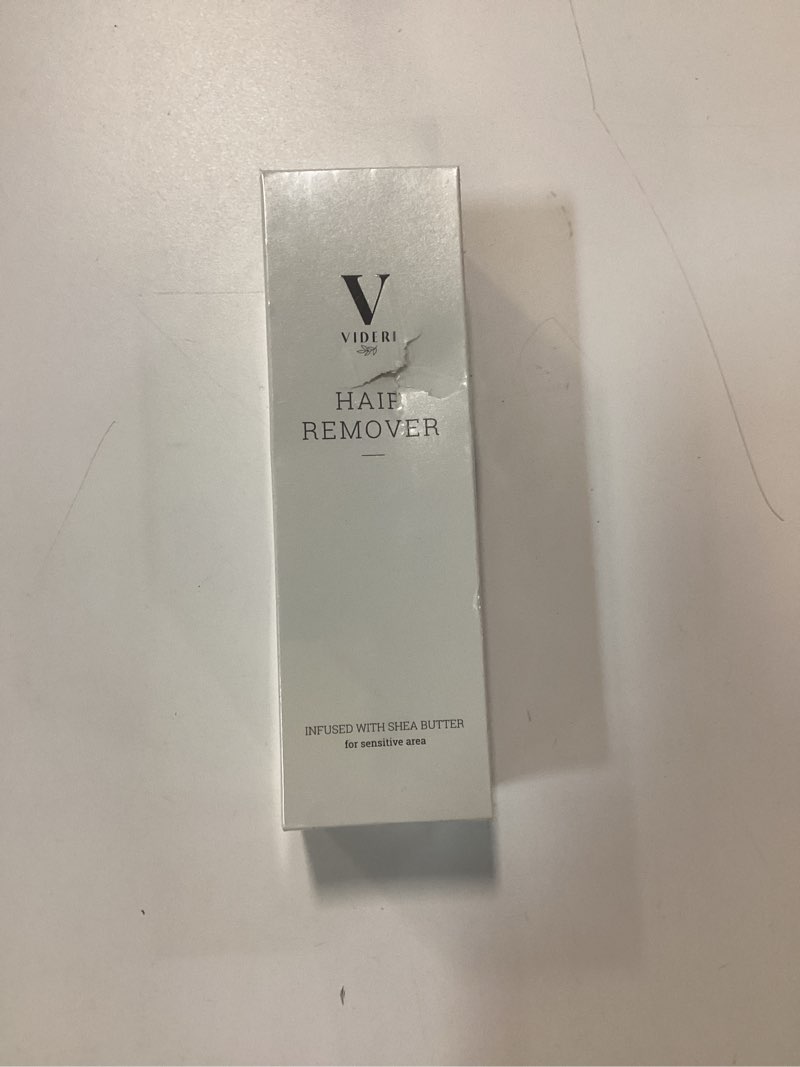 V
VIDERI
HAIR
REMOVER
INFUSED WITH SHEA BUTTER
for sensitive area